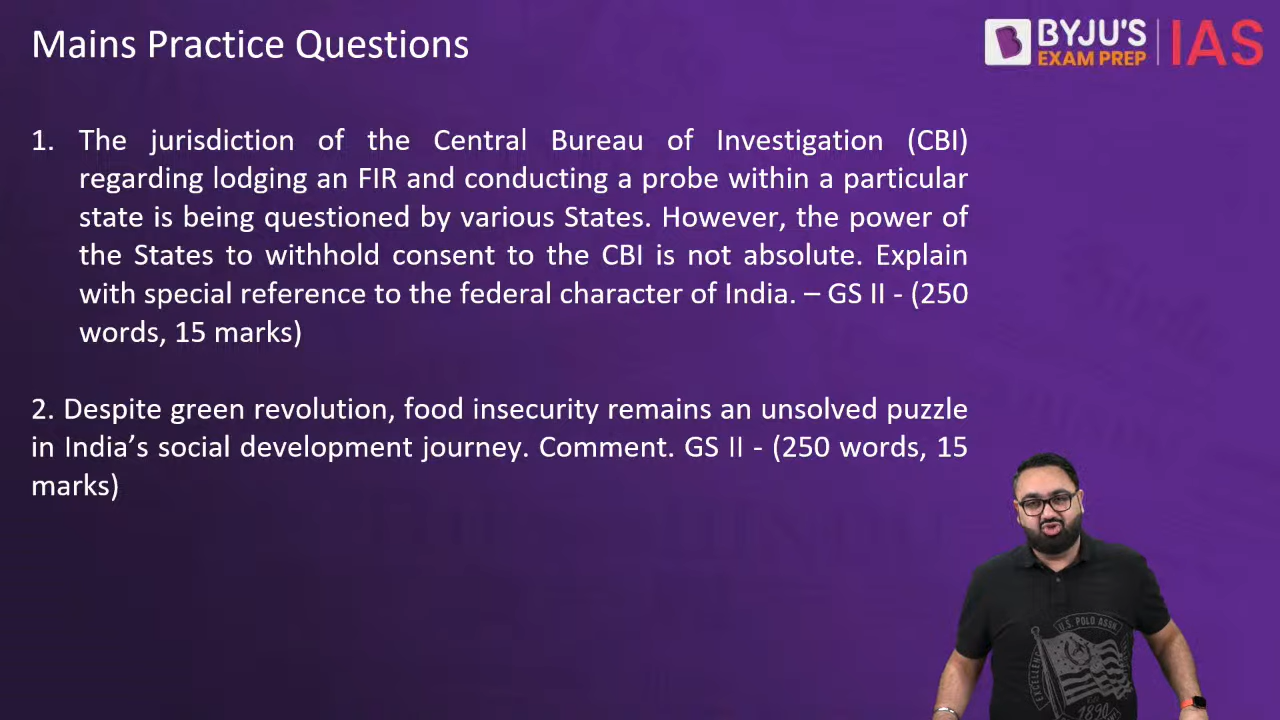 Mains Practice Questions
BYJU'S
EXAM PREP
IAS
1. The jurisdiction of the Central Bureau of Investigation (CBI)
regarding lodging an FIR and conducting a probe within a particular
state is being questioned by various States. However, the power of
the States to withhold consent to the CBI is not absolute. Explain
with special reference to the federal character of India. – GS II - (250
words, 15 marks)
2. Despite green revolution, food insecurity remains an unsolved puzzle
in India’s social development journey. Comment. GS II - (250 words, 15
marks)
U.S. POLO ASSN.
1890